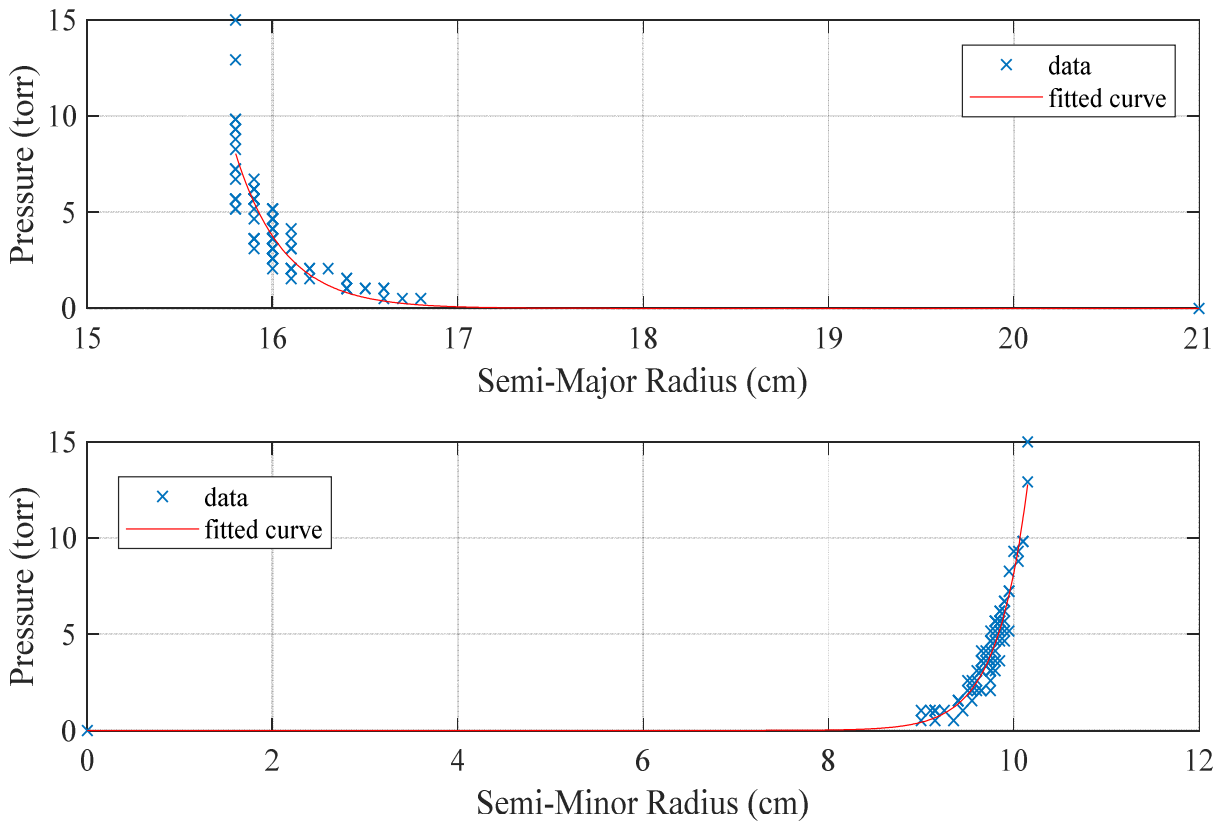 15
10
5
0
Pressure (torr)
data
fitted curve
15 16 17 18 19 20 21
Semi-Major Radius (cm)
15
10
5
0
Pressure (torr)
data
fitted curve
0 2 4 6 8 10 12
Semi-Minor Radius (cm)